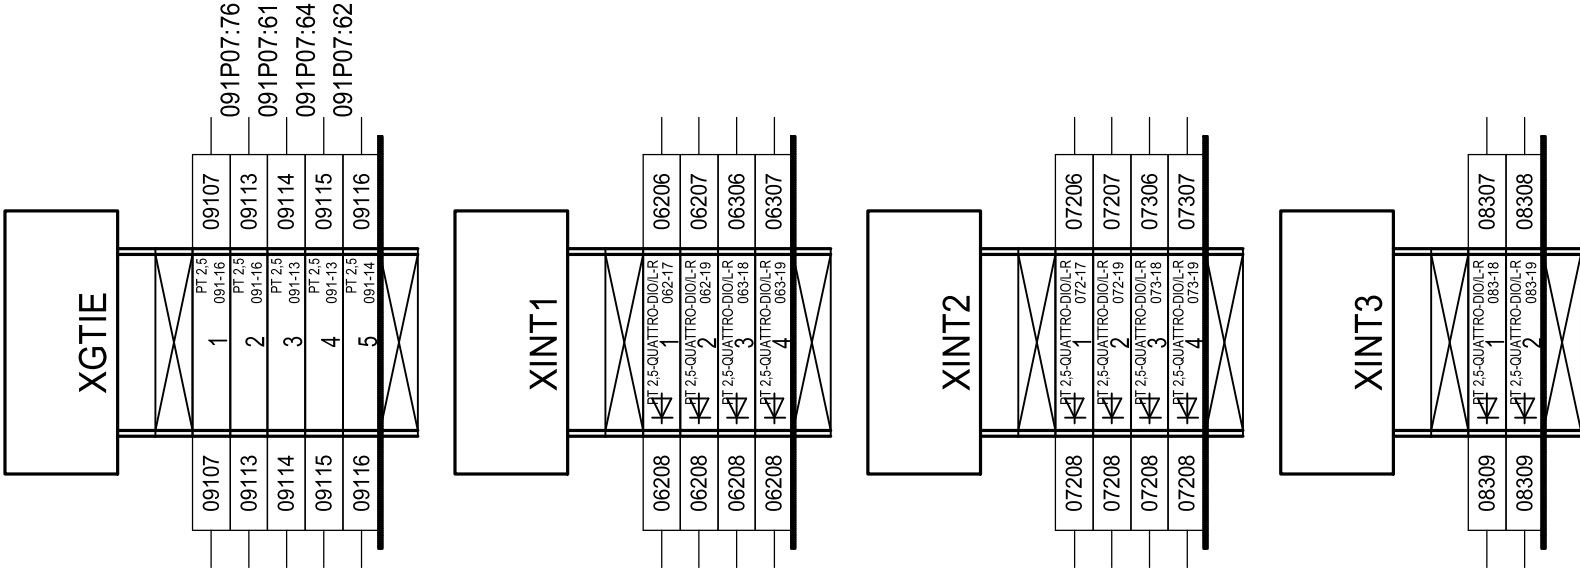 091P07:76
091P07:61
091P07:64
091P07:62
XGTIE
09107
09113
09114
09115
09116
PT 2,5
091-16
1
PT 2,5
091-16
2
PT 2,5
091-13
3
PT 2,5
091-13
4
PT 2,5
091-14
5
09107
09113
09114
09115
09116
XINT1
06206
06207
06306
06307
PT 2,5-QUATTRO-DIO/L-R
062-17
1
PT 2,5-QUATTRO-DIO/L-R
062-19
2
PT 2,5-QUATTRO-DIO/L-R
063-18
3
PT 2,5-QUATTRO-DIO/L-R
063-19
4
06208
06208
06208
06208
XINT2
07206
07207
07306
07307
PT 2,5-QUATTRO-DIO/L-R
072-17
1
PT 2,5-QUATTRO-DIO/L-R
072-19
2
PT 2,5-QUATTRO-DIO/L-R
073-18
3
PT 2,5-QUATTRO-DIO/L-R
073-19
4
07208
07208
07208
07208
XINT3
08307
08308
PT 2,5-QUATTRO-DIO/L-R
083-18
1
PT 2,5-QUATTRO-DIO/L-R
083-19
2
08309
08309